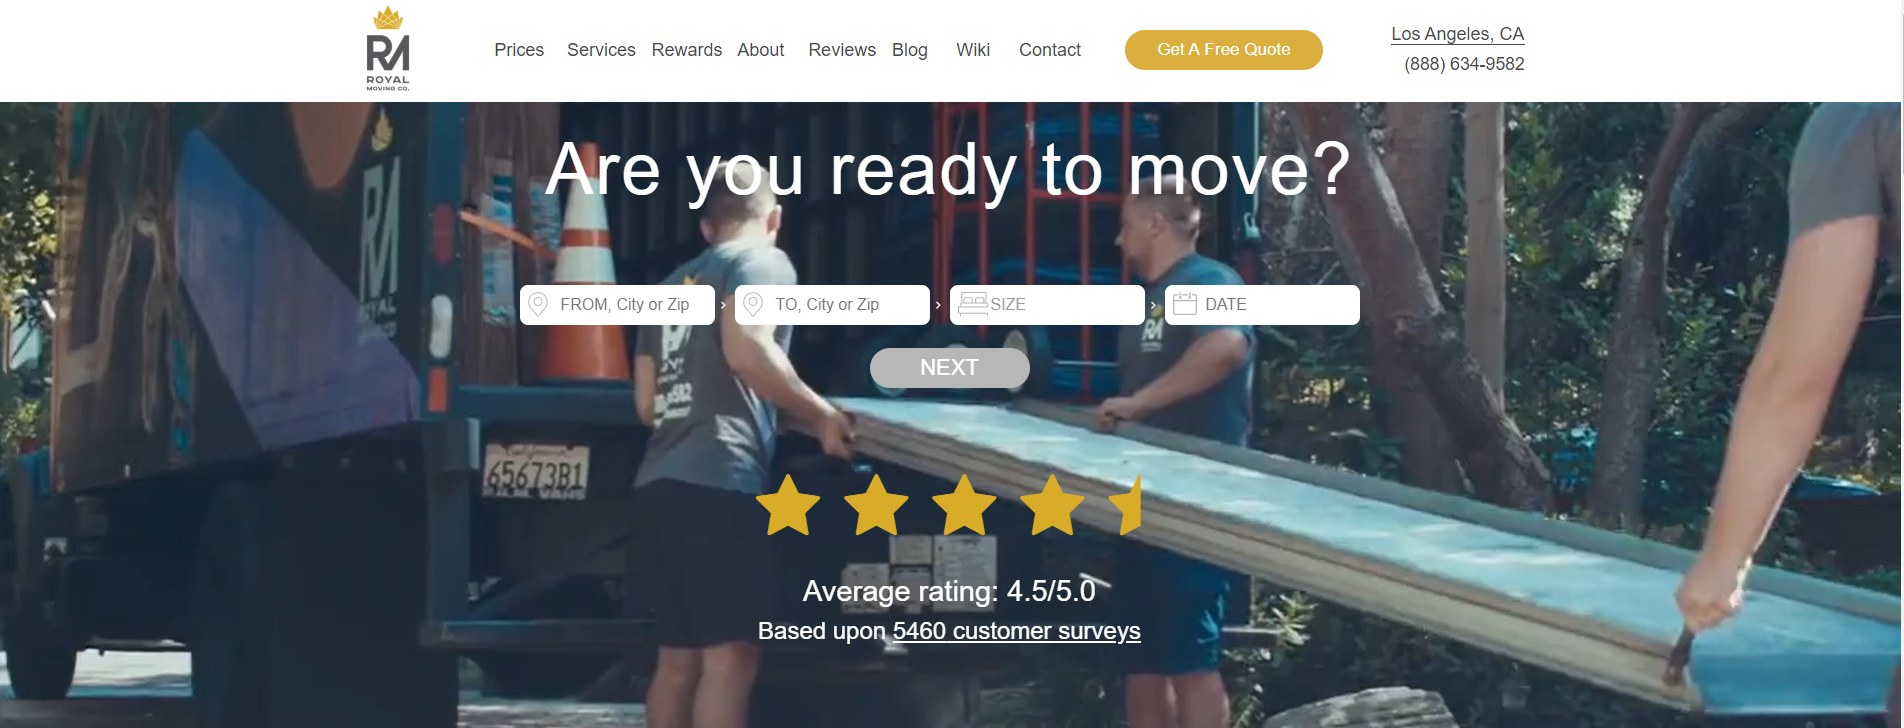 ROYAL
MOVING CO.
Prices Services Rewards About Reviews Blog Wiki Contact
Get A Free Quote
Los Angeles, CA
(888) 634-9582
Are you ready to move?
FROM, City or Zip › TO, City or Zip › SIZE › DATE
NEXT
California
65673B1
Average rating: 4.5/5.0
Based upon 5460 customer surveys